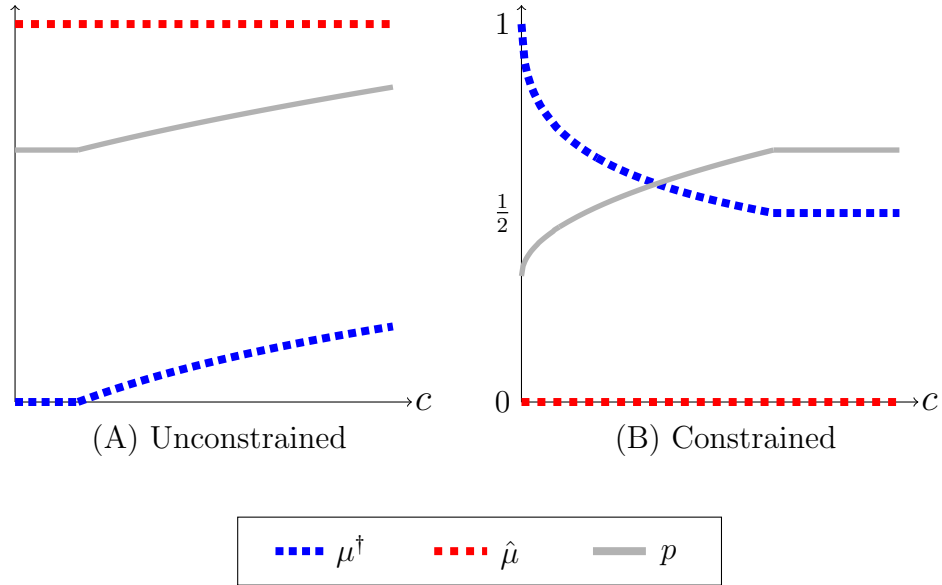 1
1/2
0
c
c
(A) Unconstrained
(B) Constrained
μ† μ̂ p